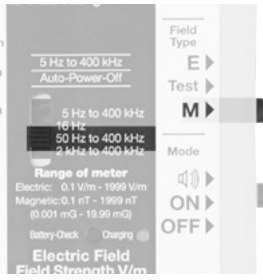 Field
Type
5 Hz to 400 kHz
E
Auto-Power-Off
Test
5 Hz to 400 kHz
M
16 Hz
50 Hz to 400 kHz
2 kHz to 400 kHz
Mode
Range of meter
Electric: 0.1 V/m - 1999 V/m
Magnetic: 0.1 nT - 1999 nT
(0.001 mG - 19.99 mG)
ON
OFF
Battery-Check
Charging
Electric Field
Field Strength V/m